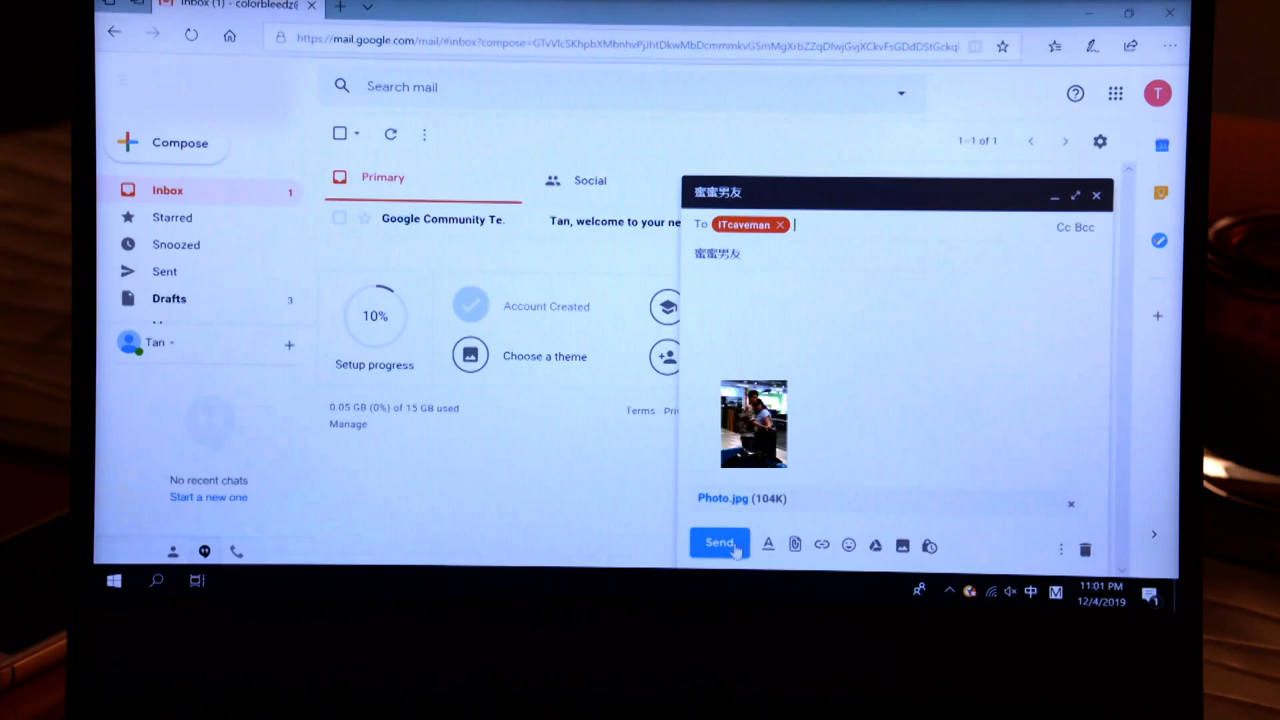 Inbox (1) - colorbleedz@
https://mail.google.com/mail/#inbox?compose=
Search mail
T
Compose
1–1 of 1
Primary
Social
Inbox
1
Google Community Te.
Tan, welcome to your ne
Starred
Snoozed
Sent
Drafts
3
Tan
10%
Setup progress
Account Created
Choose a theme
0.05 GB (0%) of 15 GB used
Manage
Terms
No recent chats
Start a new one
蜜蜜男友
To ITcaveman
Cc Bcc
蜜蜜男友
Photo.jpg (104K)
Send
中
M
11:01 PM
12/4/2019
1